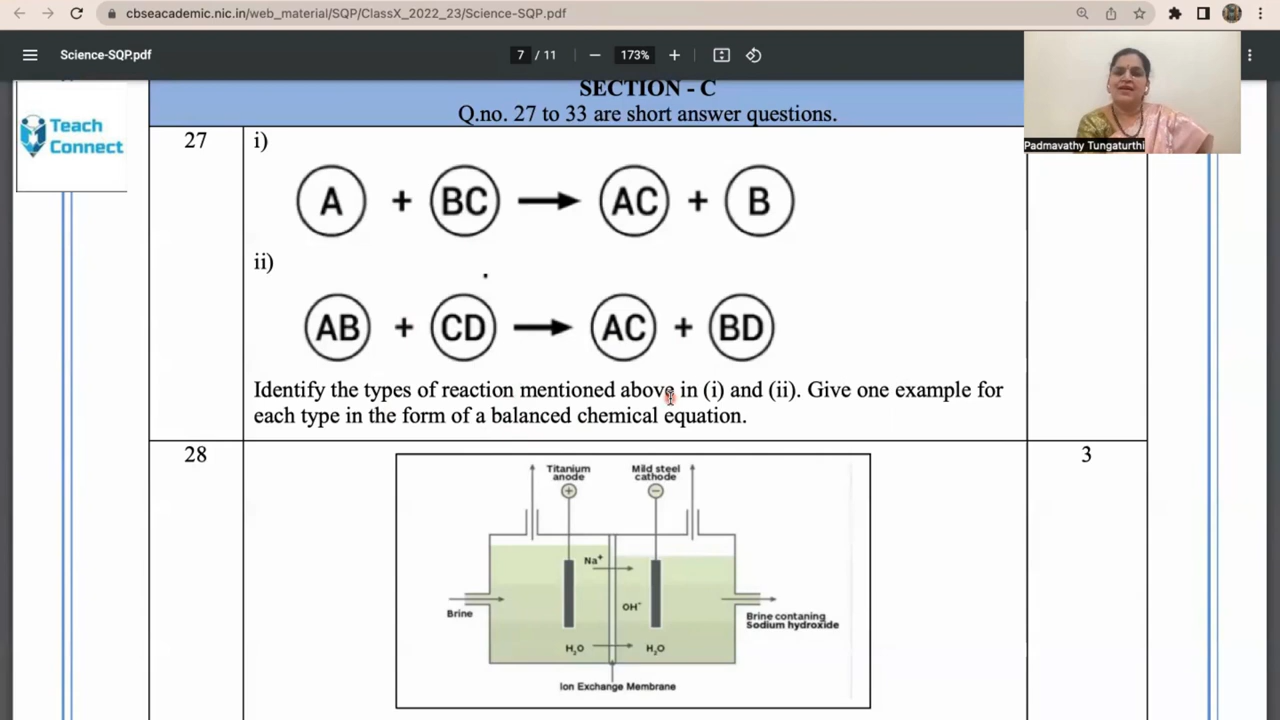 cbseacademic.nic.in/web_material/SQP/ClassX_2022_23/Science-SQP.pdf
Science-SQP.pdf
7 / 11
173%
Padmavathy Tungaturthi
Teach
Connect
SECTION - C
Q.no. 27 to 33 are short answer questions.
27
i)
A + BC → AC + B
ii)
AB + CD → AC + BD
Identify the types of reaction mentioned above in (i) and (ii). Give one example for
each type in the form of a balanced chemical equation.
28
3
Titanium
anode
Mild steel
cathode
+
−
Na⁺
OH⁻
Brine
H₂O
H₂O
Brine contaning
Sodium hydroxide
Ion Exchange Membrane